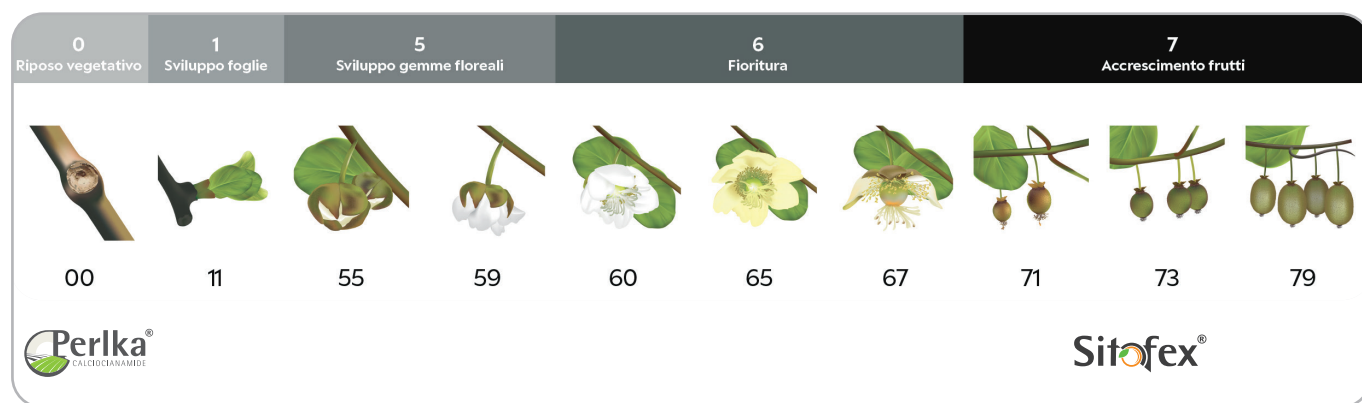 0
Riposo vegetativo
1
Sviluppo foglie
5
Sviluppo gemme floreali
6
Fioritura
7
Accrescimento frutti
00
11
55
59
60
65
67
71
73
79
Perlka®
CALCIOCIANAMIDE
Sitofex®